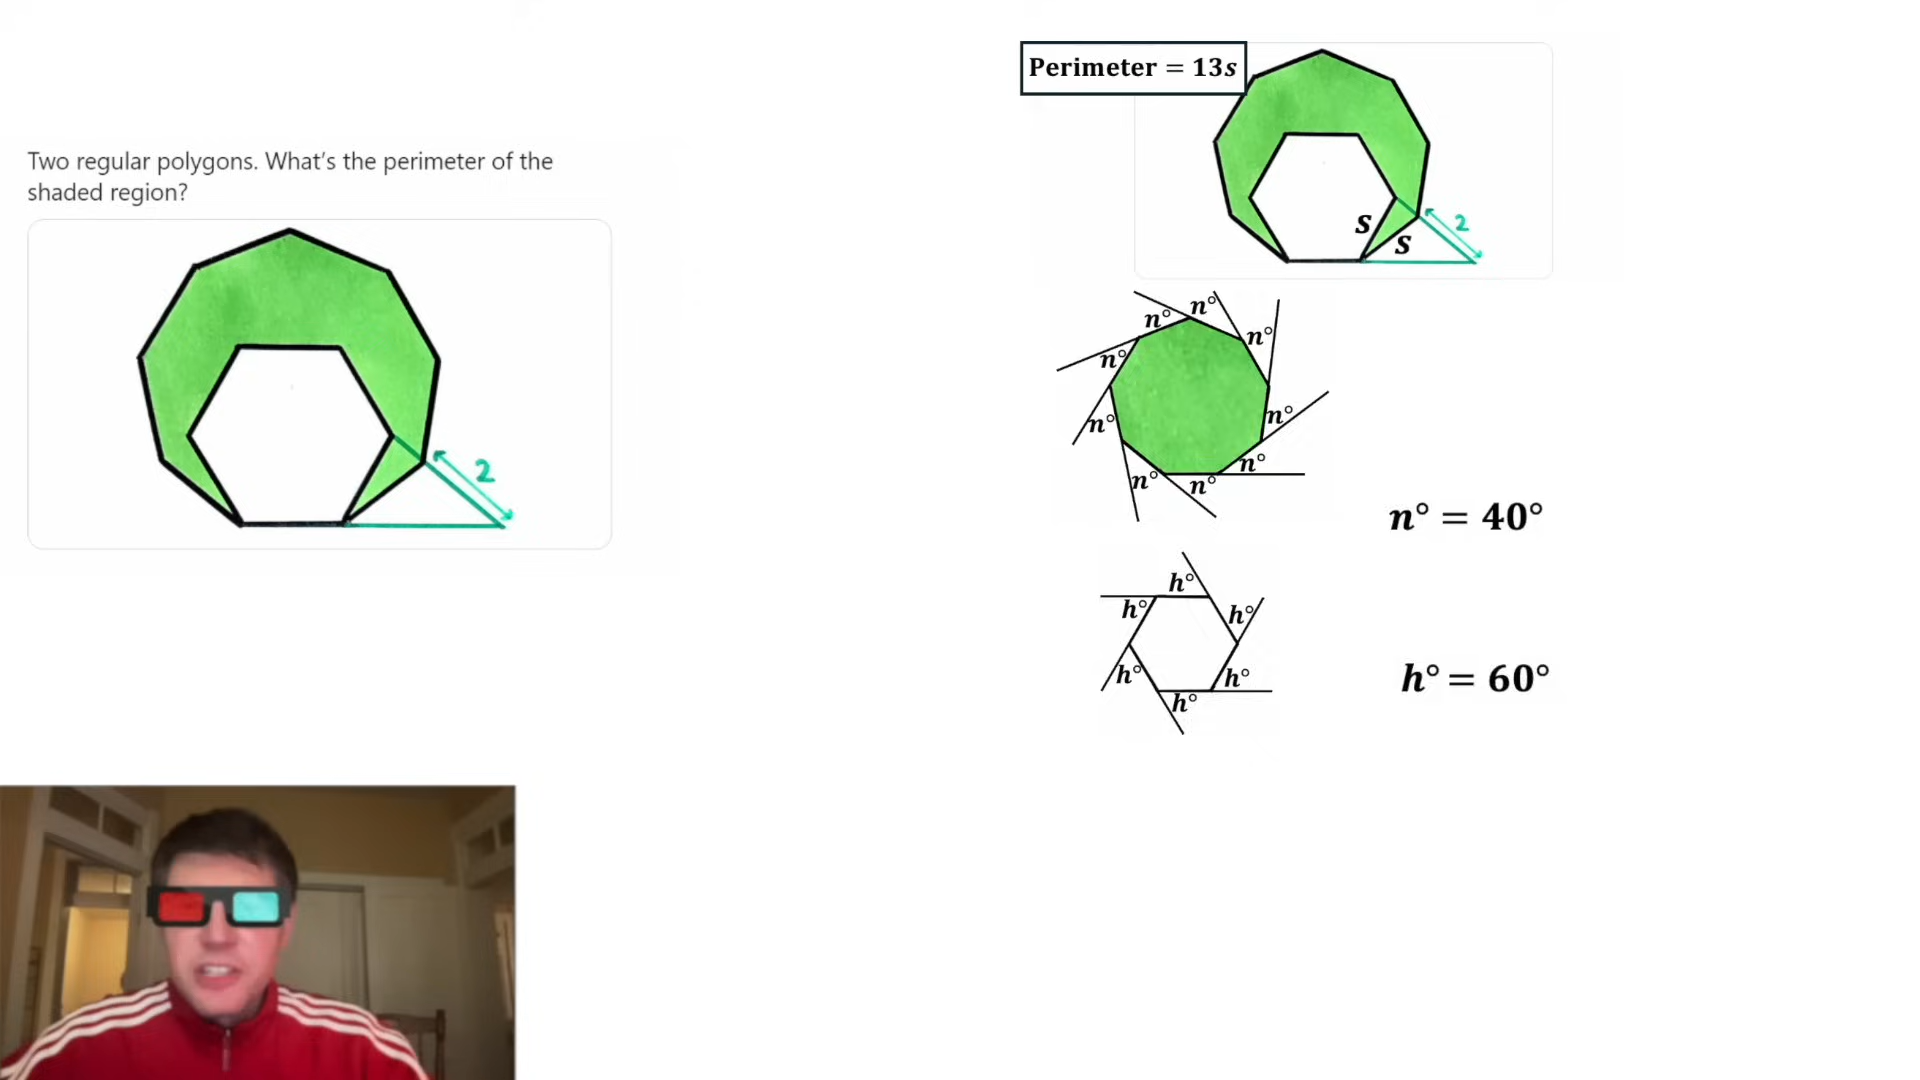 Two regular polygons. What's the perimeter of the
shaded region?
2
Perimeter = 13s
s
s
2
n°
n°
n°
n°
n°
n°
n°
n°
n°
n° = 40°
h°
h°
h°
h°
h°
h°
h° = 60°